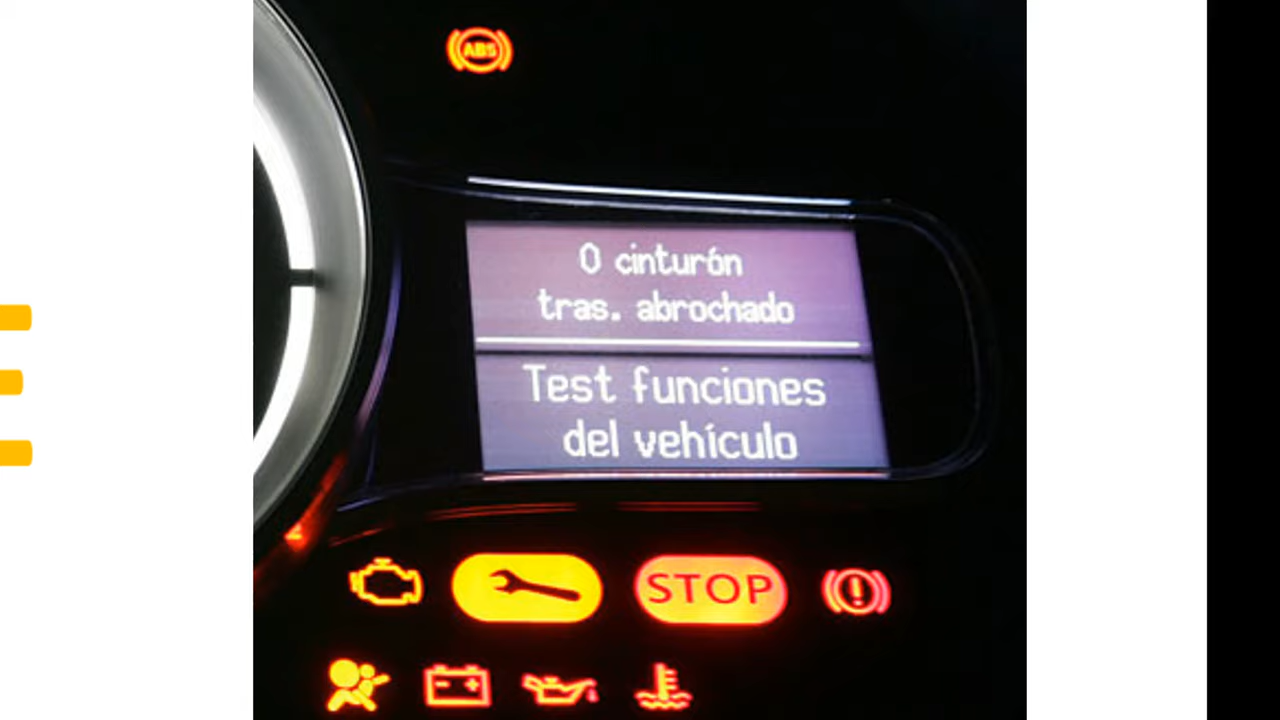 ABS
0 cinturón
tras. abrochado
Test funciones
del vehículo
STOP